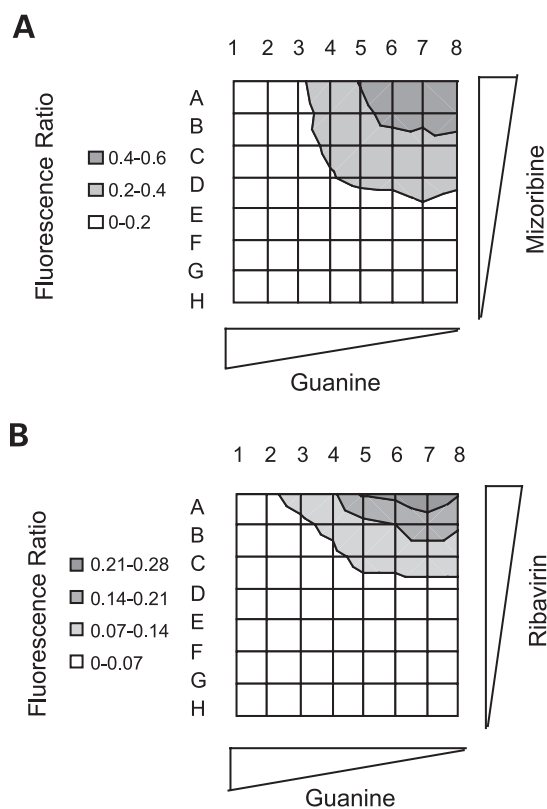 A
1 2 3 4 5 6 7 8
Fluorescence Ratio
0.4-0.6
0.2-0.4
0-0.2
A
B
C
D
E
F
G
H
Mizoribine
Guanine
B
1 2 3 4 5 6 7 8
Fluorescence Ratio
0.21-0.28
0.14-0.21
0.07-0.14
0-0.07
A
B
C
D
E
F
G
H
Ribavirin
Guanine